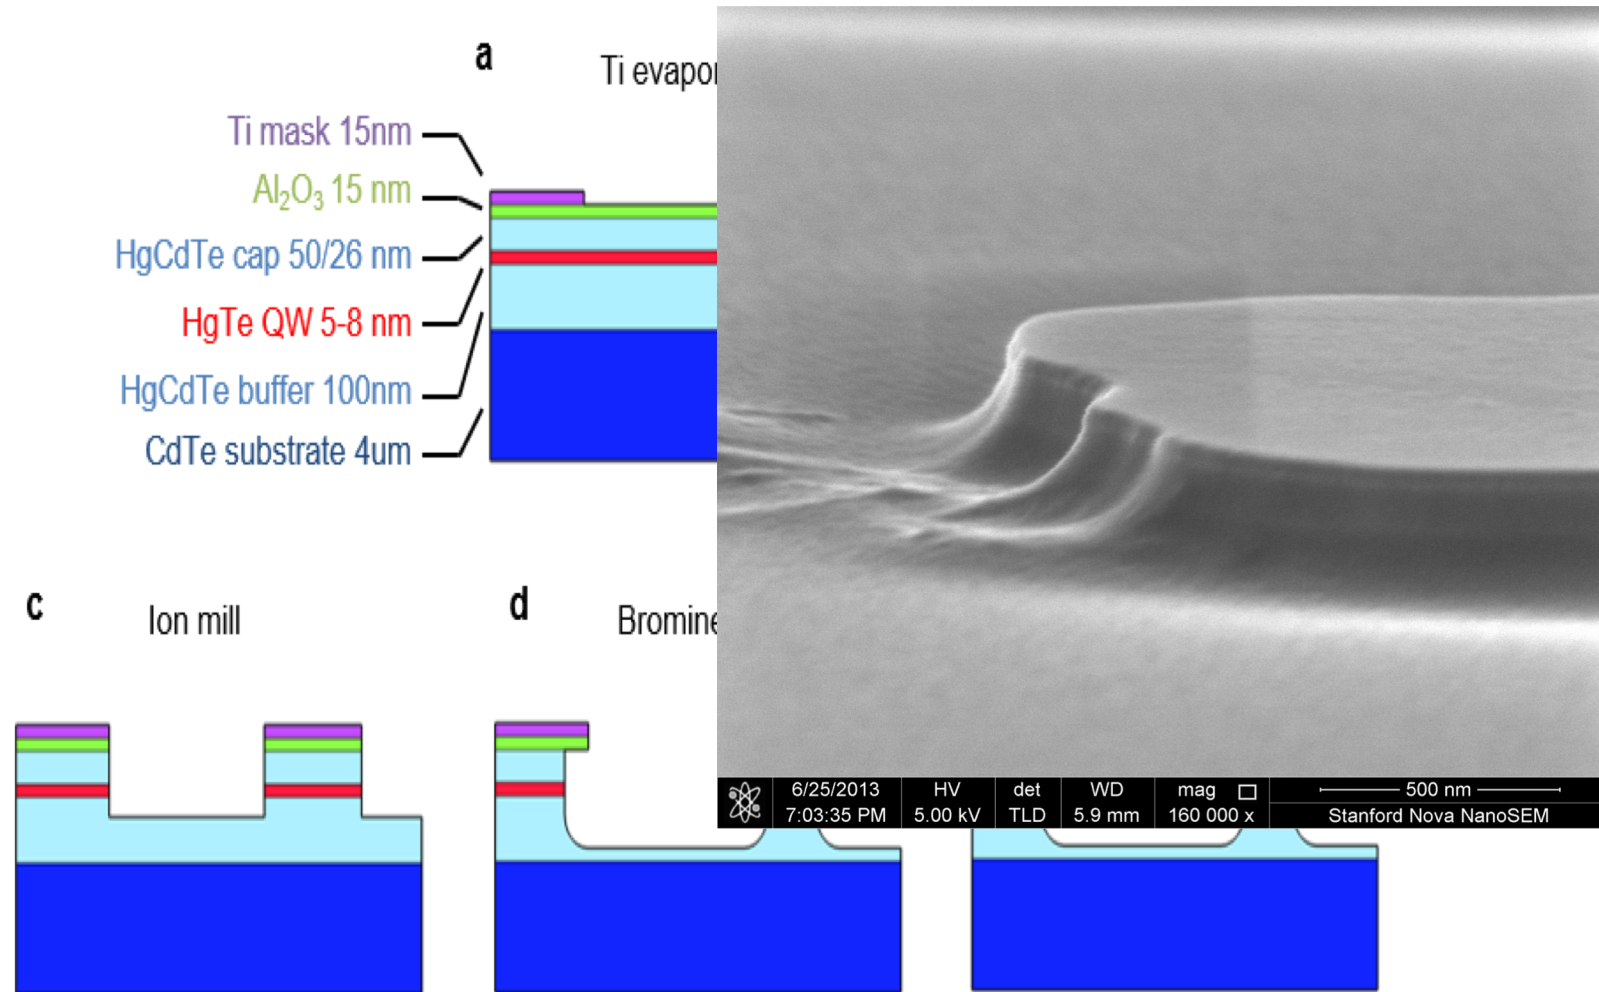 a
Ti evapor
Ti mask 15nm
Al₂O₃ 15 nm
HgCdTe cap 50/26 nm
HgTe QW 5-8 nm
HgCdTe buffer 100nm
CdTe substrate 4um
c
Ion mill
d
Bromine
6/25/2013
7:03:35 PM
HV
5.00 kV
det
TLD
WD
5.9 mm
mag
160 000 x
500 nm
Stanford Nova NanoSEM